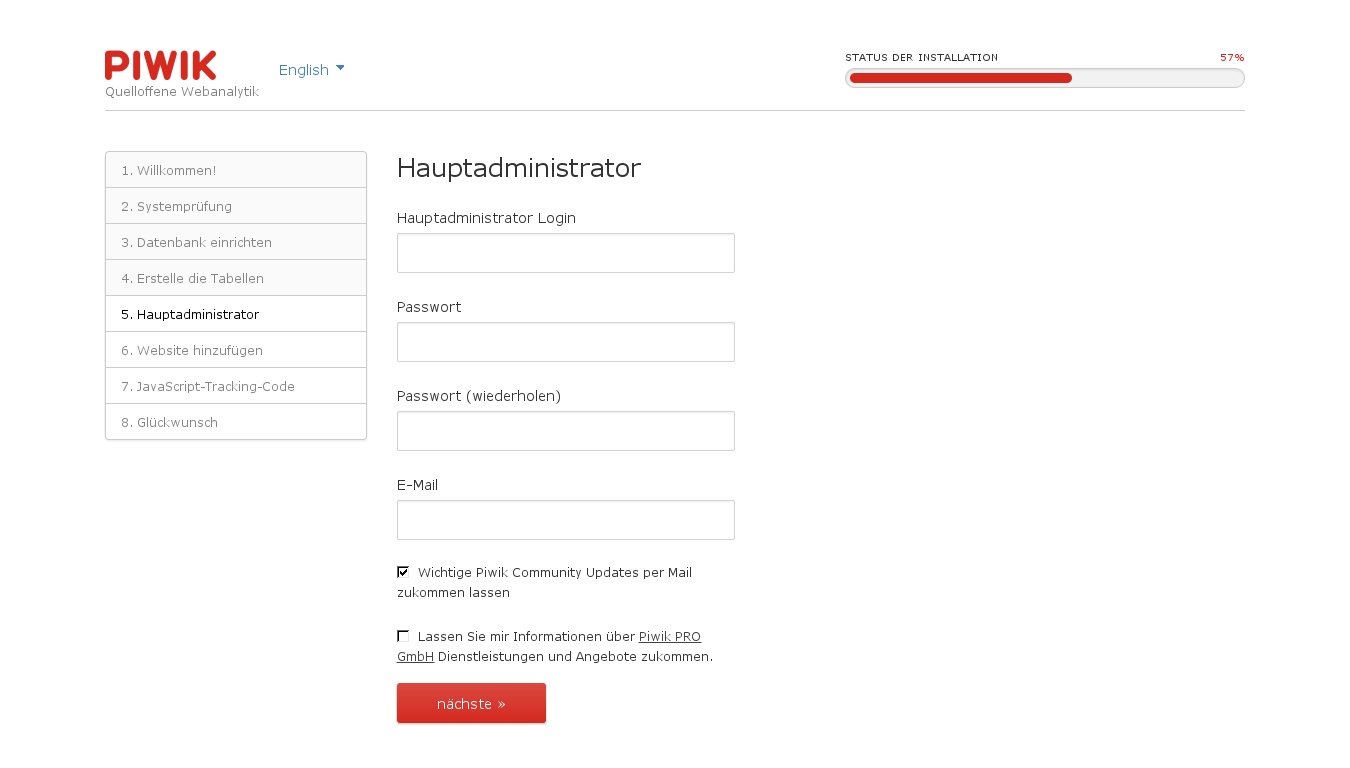 PIWIK
Quelloffene Webanalytik
English
STATUS DER INSTALLATION 57%
1. Willkommen!
2. Systemprüfung
3. Datenbank einrichten
4. Erstelle die Tabellen
5. Hauptadministrator
6. Website hinzufügen
7. JavaScript-Tracking-Code
8. Glückwunsch
Hauptadministrator
Hauptadministrator Login
Passwort
Passwort (wiederholen)
E-Mail
Wichtige Piwik Community Updates per Mail
zukommen lassen
Lassen Sie mir Informationen über Piwik PRO
GmbH Dienstleistungen und Angebote zukommen.
nächste »